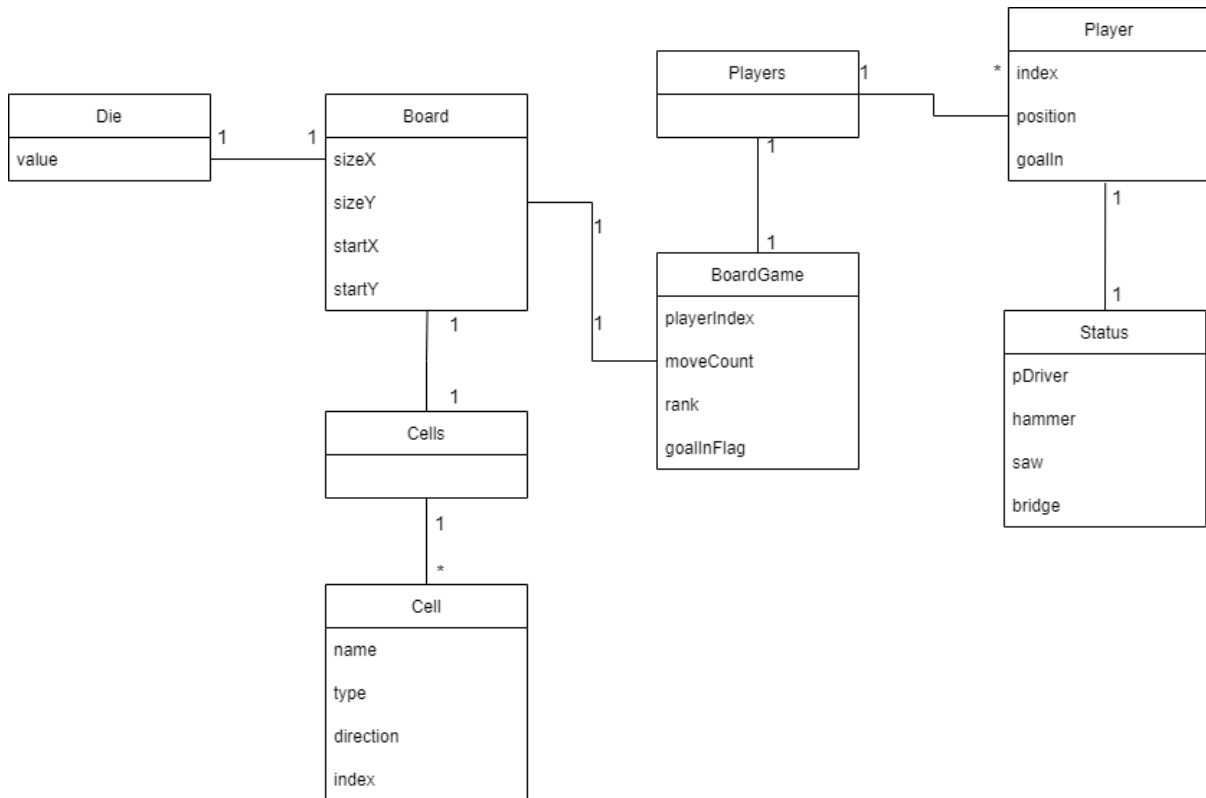 Player
index
position
goalIn
Players
1
*
Die
value
1
1
Board
sizeX
sizeY
startX
startY
1
1
1
1
BoardGame
playerIndex
moveCount
rank
goalInFlag
1
1
Status
pDriver
hammer
saw
bridge
1
1
Cells
1
*
Cell
name
type
direction
index